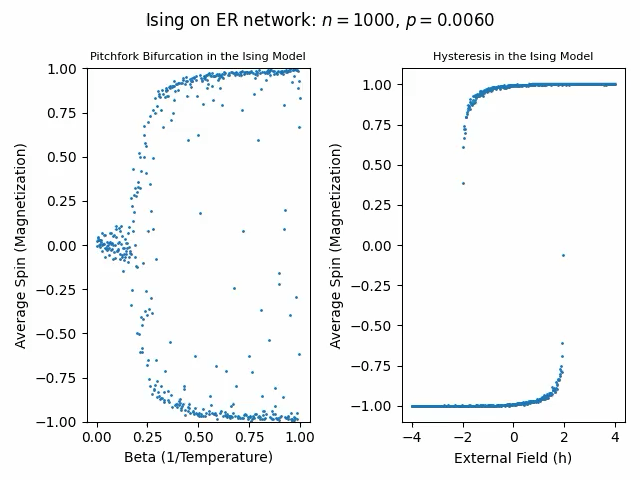 Ising on ER network: n = 1000, p = 0.0060
Pitchfork Bifurcation in the Ising Model
Average Spin (Magnetization)
1.00
0.75
0.50
0.25
0.00
−0.25
−0.50
−0.75
−1.00
0.00 0.25 0.50 0.75 1.00
Beta (1/Temperature)
Hysteresis in the Ising Model
Average Spin (Magnetization)
1.00
0.75
0.50
0.25
0.00
−0.25
−0.50
−0.75
−1.00
−4 −2 0 2 4
External Field (h)